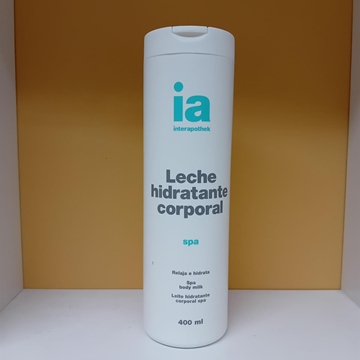 ia
interapothek
Leche
hidratante
corporal
spa
Relaja e hidrata
Spa
body milk
Leite hidratante
corporal spa
400 ml